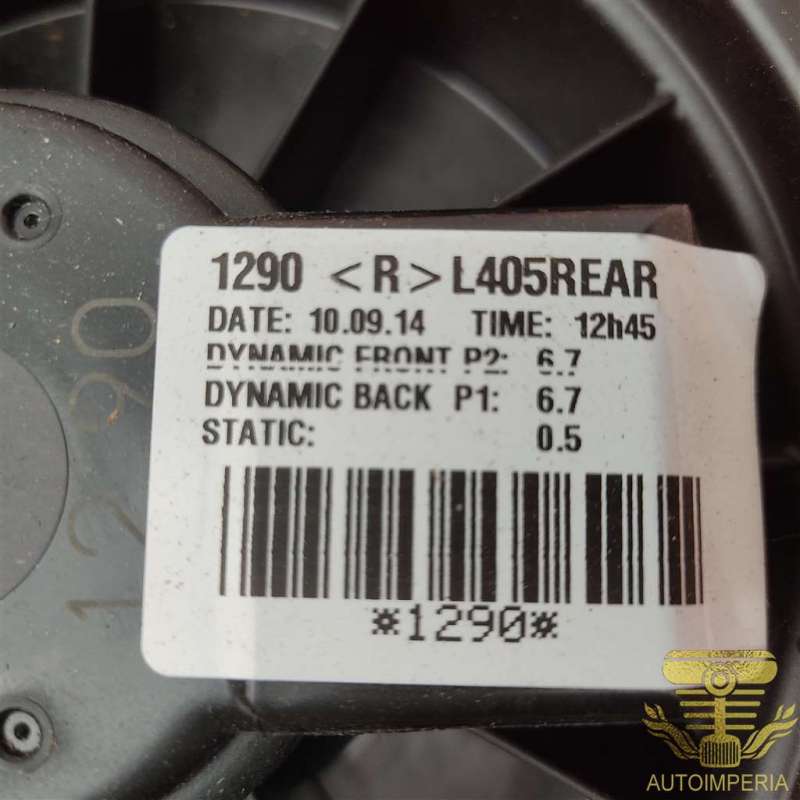 1290 <R> L405REAR
DATE: 10.09.14 TIME: 12h45
DYNAMIC FRONT P2: 6.7
DYNAMIC BACK P1: 6.7
STATIC: 0.5
*1290*
1290
AUTOIMPERIA